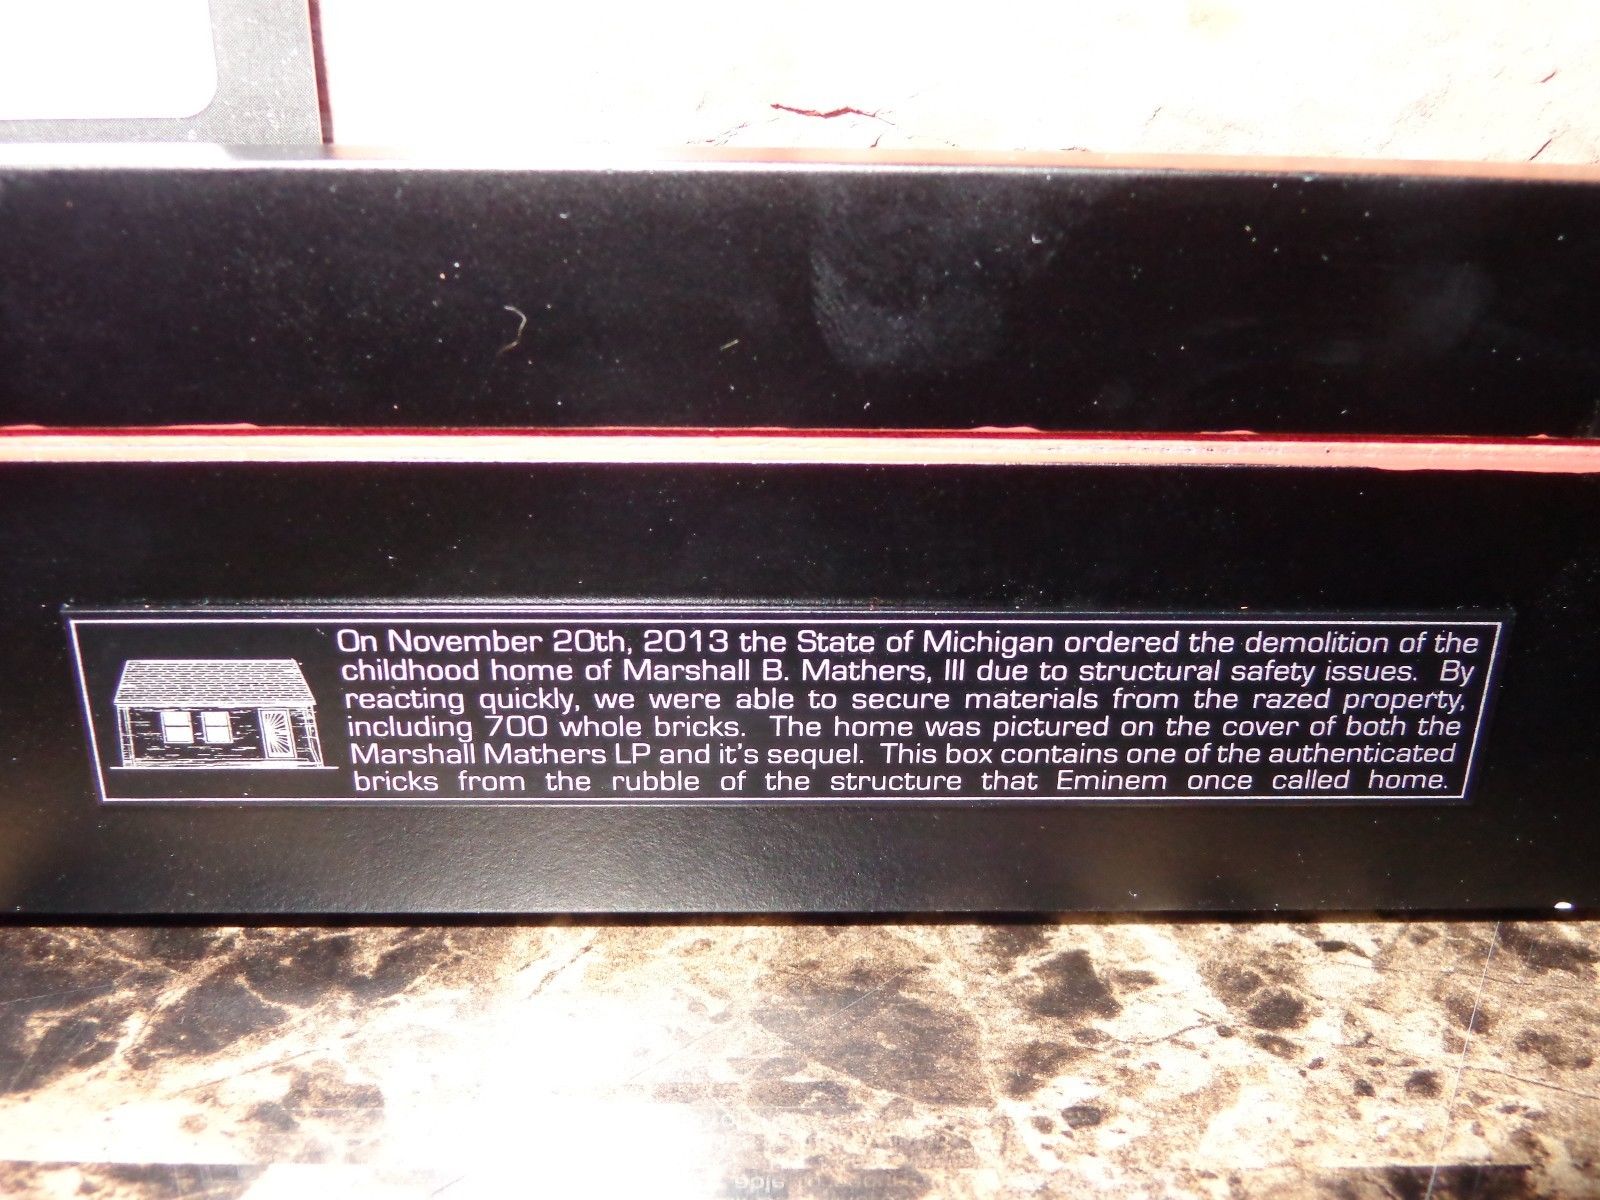 On November 20th, 2013 the State of Michigan ordered the demolition of the
childhood home of Marshall B. Mathers, III due to structural safety issues. By
reacting quickly, we were able to secure materials from the razed property,
including 700 whole bricks. The home was pictured on the cover of both the
Marshall Mathers LP and it's sequel. This box contains one of the authenticated
bricks from the rubble of the structure that Eminem once called home.